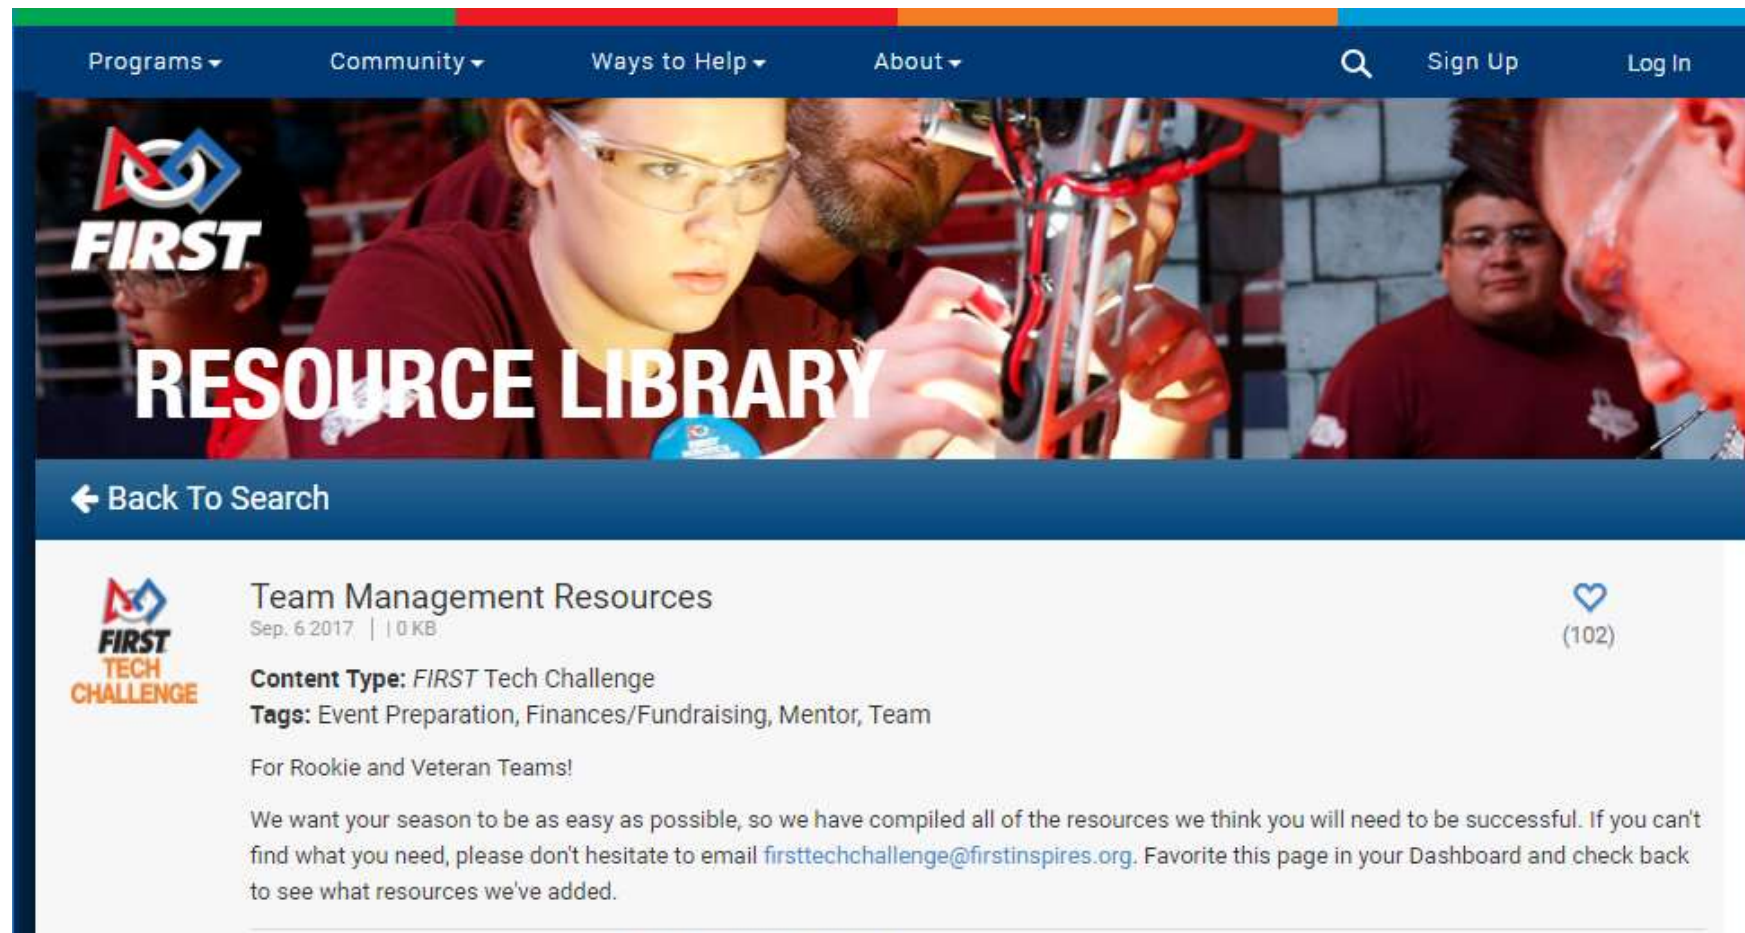 Programs Community Ways to Help About Sign Up Log In
FIRST
RESOURCE LIBRARY
Back To Search
FIRST
TECH
CHALLENGE
Team Management Resources
Sep. 6 2017 | | 0 KB
(102)
Content Type: FIRST Tech Challenge
Tags: Event Preparation, Finances/Fundraising, Mentor, Team
For Rookie and Veteran Teams!
We want your season to be as easy as possible, so we have compiled all of the resources we think you will need to be successful. If you can't
find what you need, please don't hesitate to email firsttechchallenge@firstinspires.org. Favorite this page in your Dashboard and check back
to see what resources we've added.